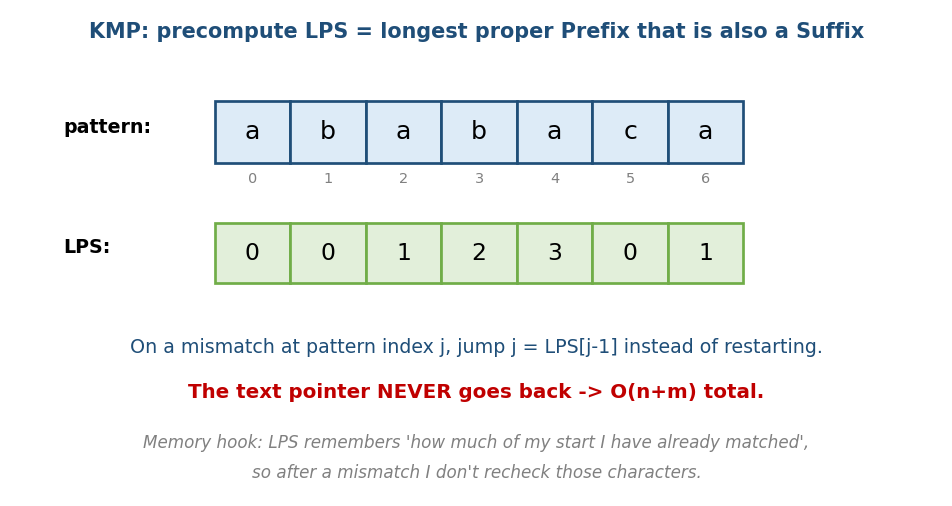 KMP: precompute LPS = longest proper Prefix that is also a Suffix
pattern: a b a b a c a
0 1 2 3 4 5 6
LPS: 0 0 1 2 3 0 1
On a mismatch at pattern index j, jump j = LPS[j-1] instead of restarting.
The text pointer NEVER goes back -> O(n+m) total.
Memory hook: LPS remembers 'how much of my start I have already matched',
so after a mismatch I don't recheck those characters.